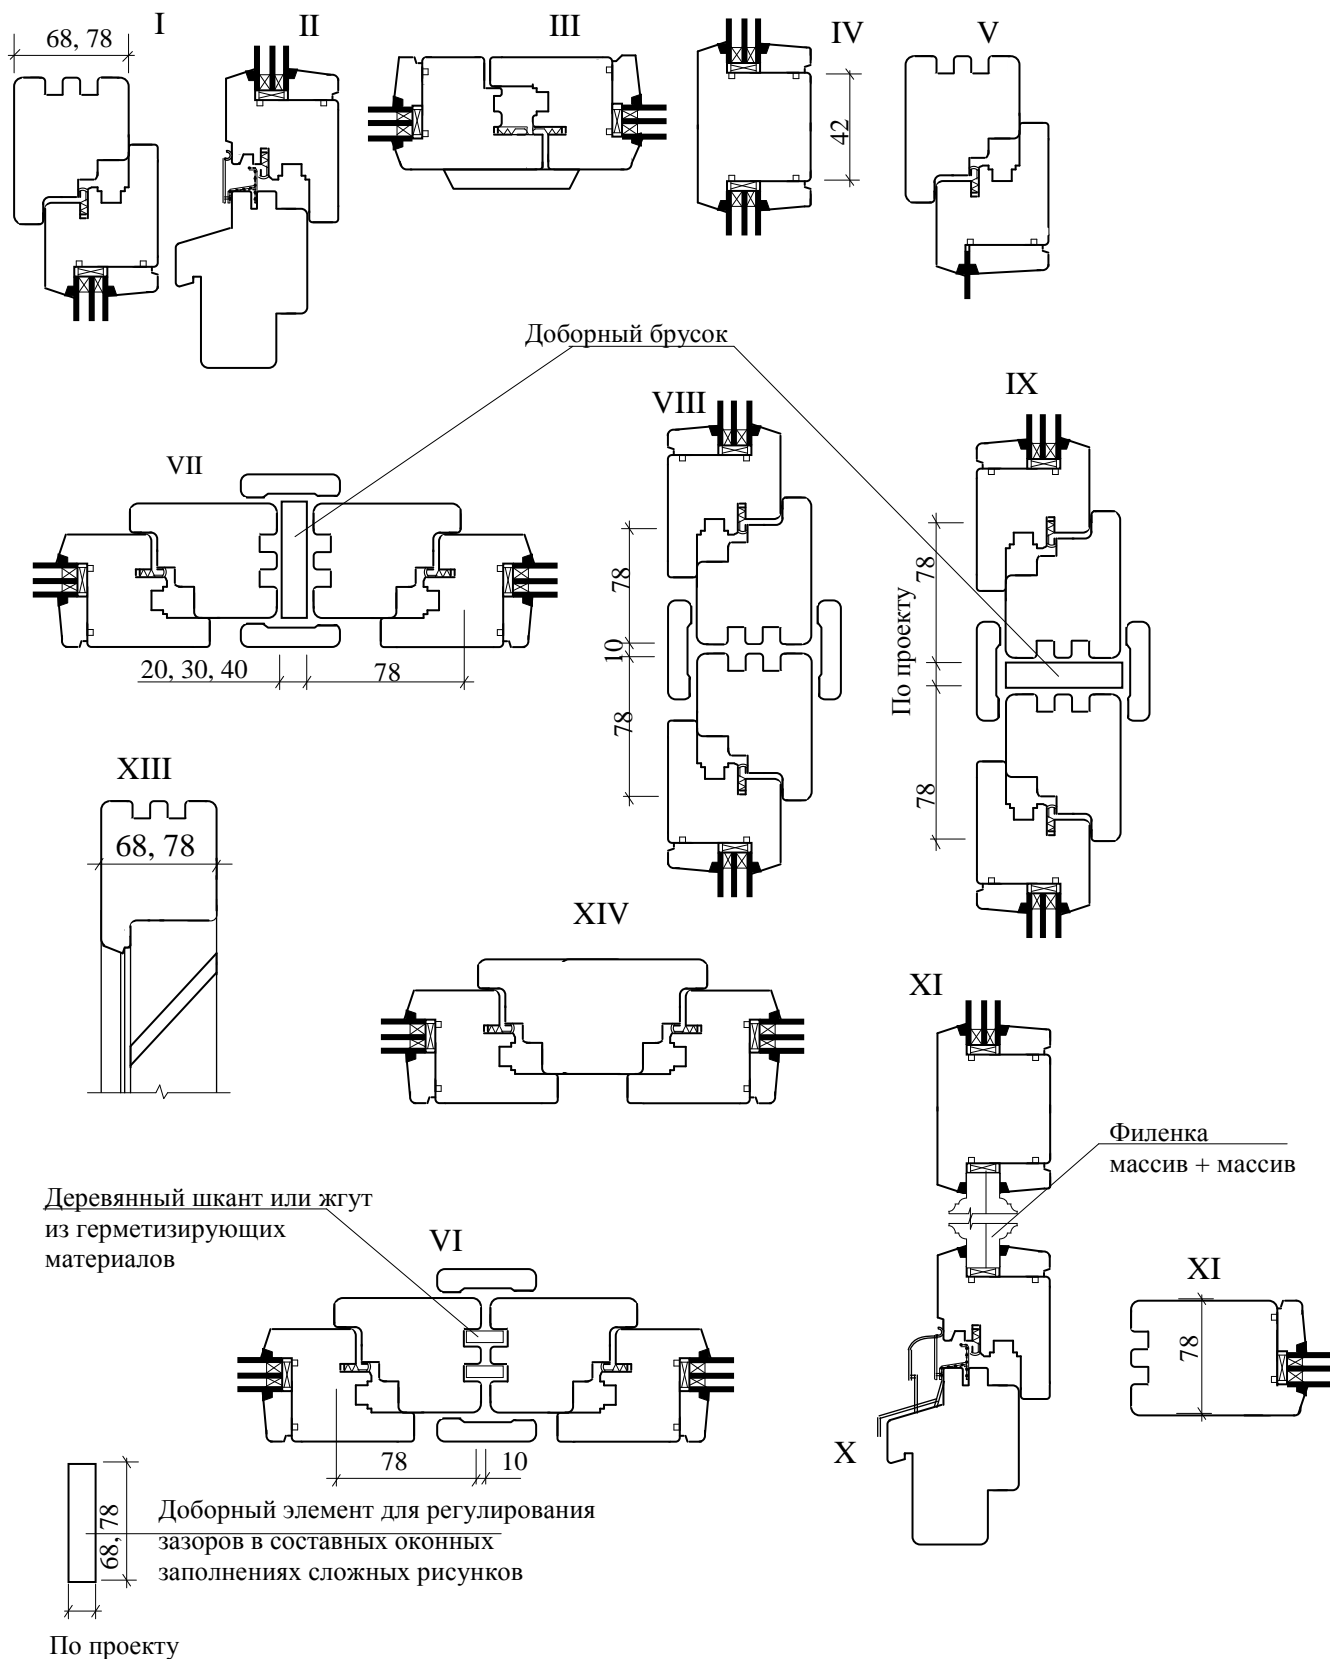 I
II
III
IV
V
68, 78
42
Доборный брусок
VII
VIII
IX
78
10
78
78
По проекту
78
20, 30, 40
78
XIII
68, 78
XIV
XI
Филенка
массив + массив
Деревянный шкант или жгут
из герметизирующих
материалов
VI
XI
78
X
78
10
68, 78
Доборный элемент для регулирования
зазоров в составных оконных
заполнениях сложных рисунков
По проекту